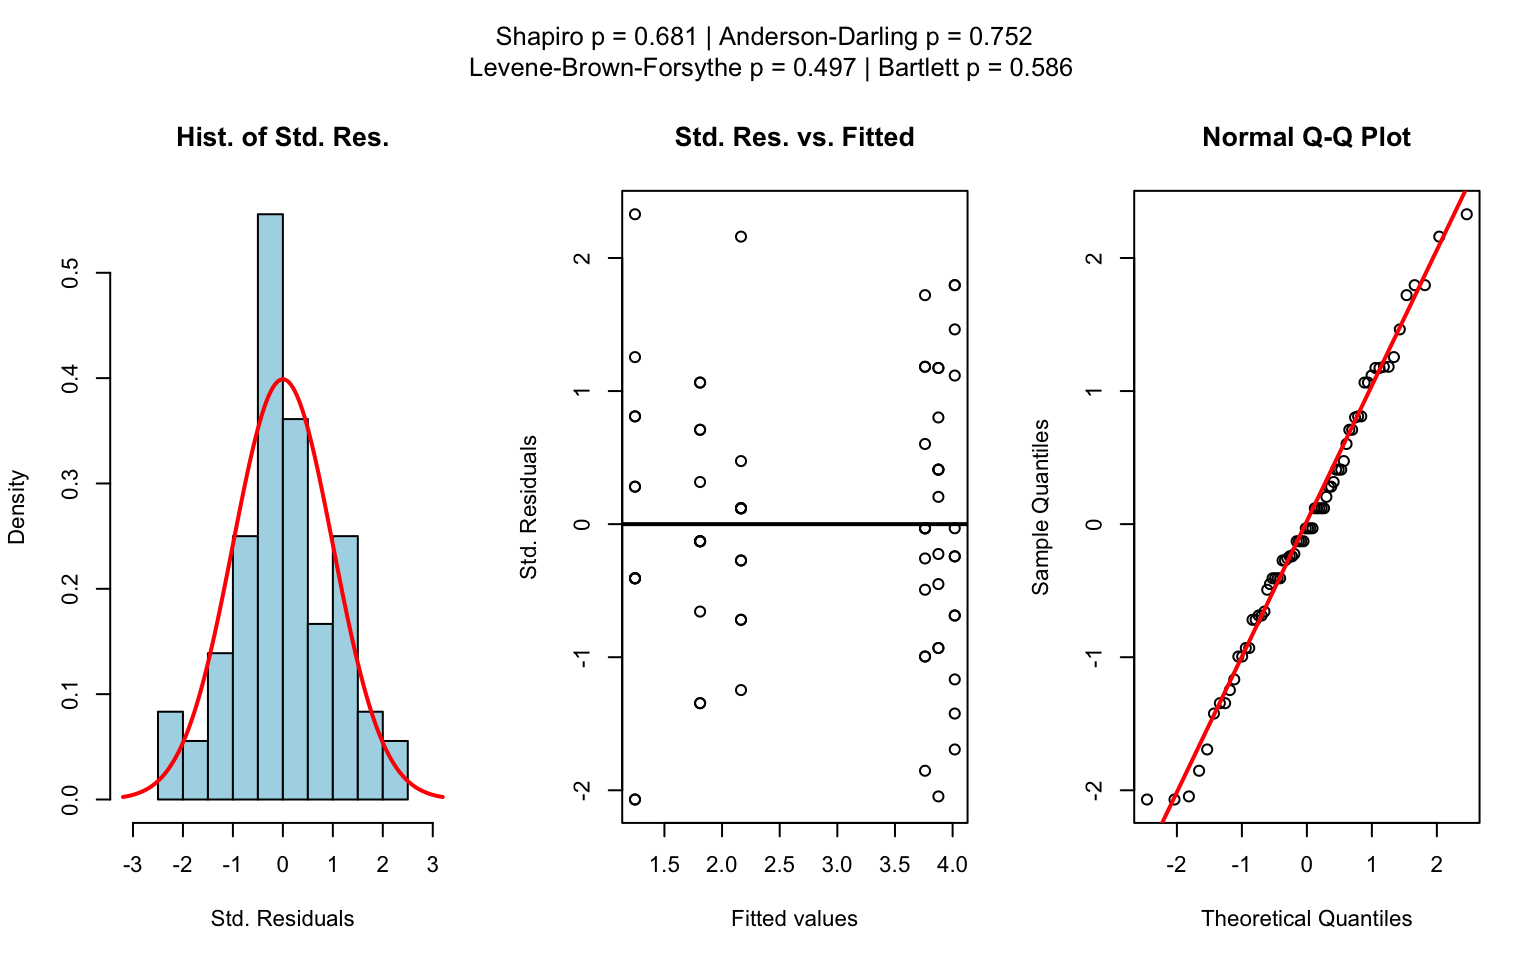 Shapiro p = 0.681 | Anderson-Darling p = 0.752
Levene-Brown-Forsythe p = 0.497 | Bartlett p = 0.586
Hist. of Std. Res.
Density
0.0 0.1 0.2 0.3 0.4 0.5
-3 -2 -1 0 1 2 3
Std. Residuals
Std. Res. vs. Fitted
Std. Residuals
-2 -1 0 1 2
1.5 2.0 2.5 3.0 3.5 4.0
Fitted values
Normal Q-Q Plot
Sample Quantiles
-2 -1 0 1 2
-2 -1 0 1 2
Theoretical Quantiles